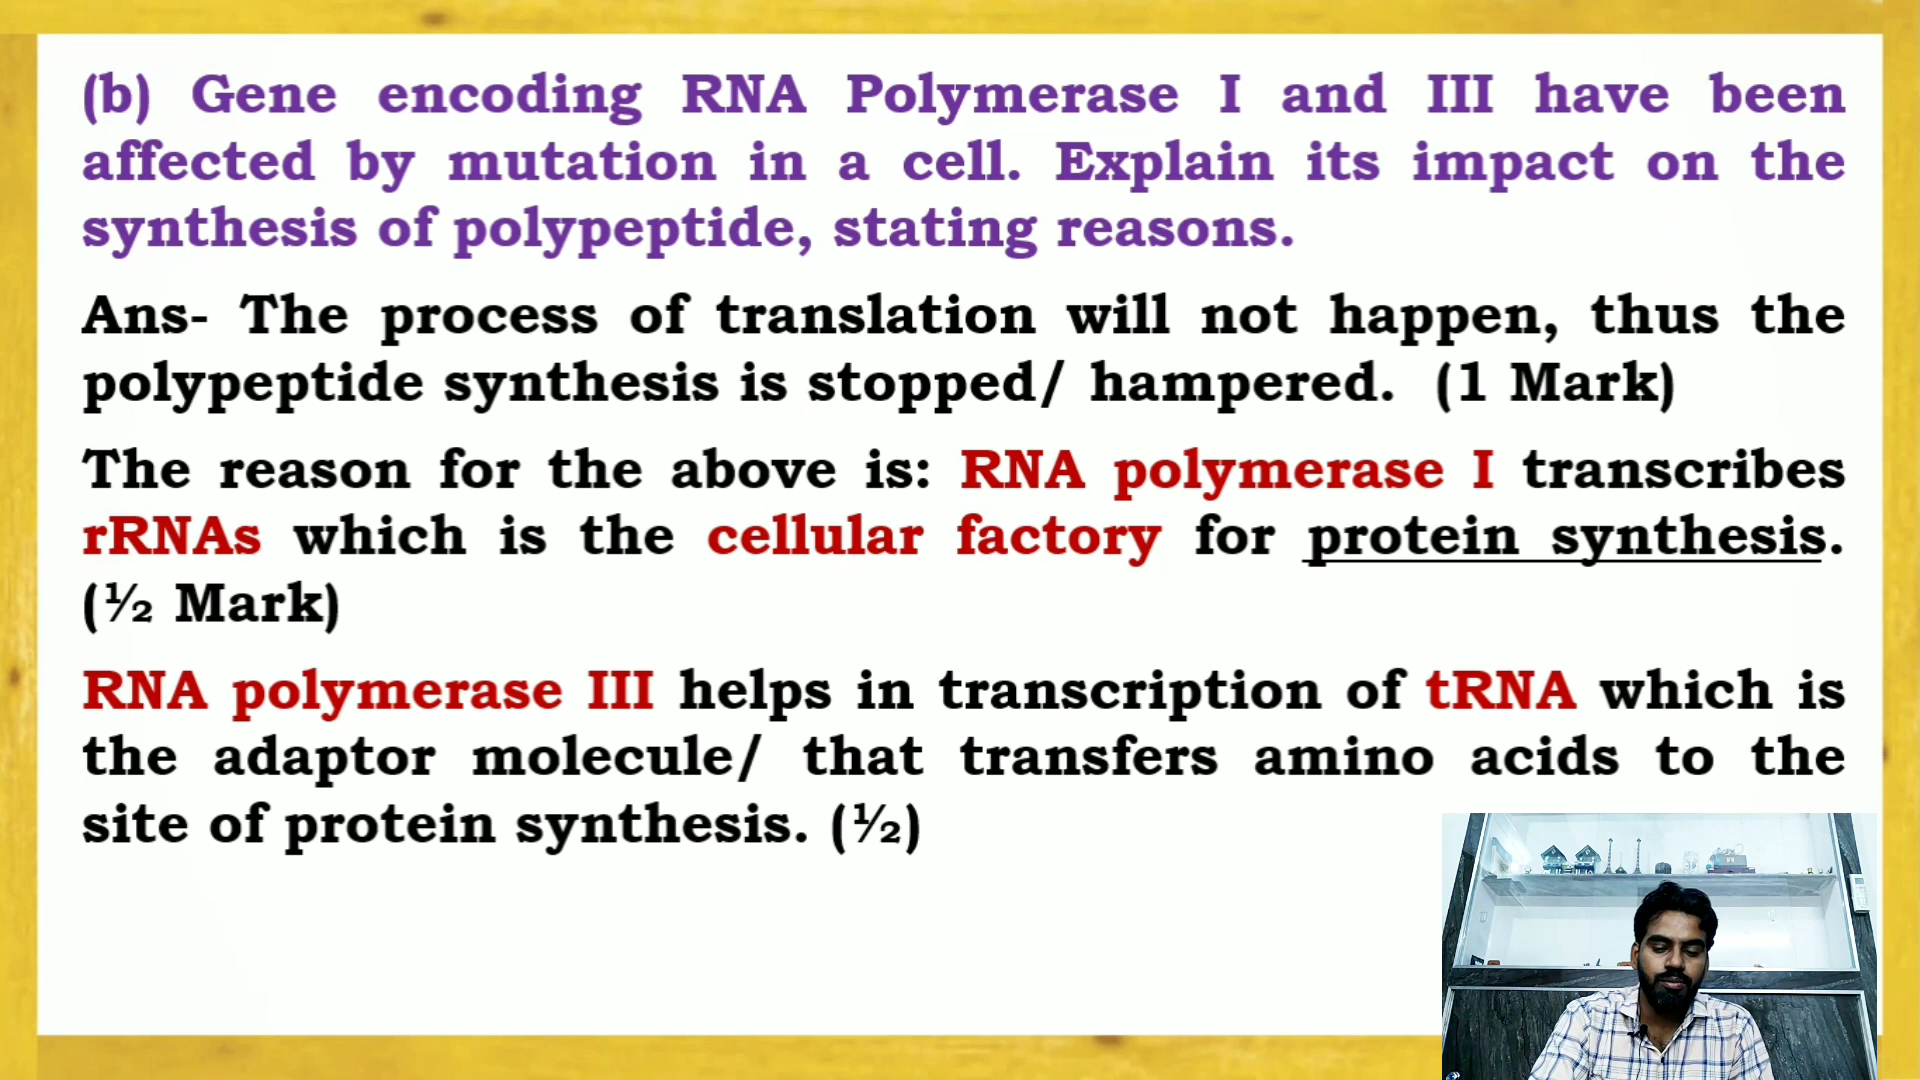 (b) Gene encoding RNA Polymerase I and III have been
affected by mutation in a cell. Explain its impact on the
synthesis of polypeptide, stating reasons.
Ans- The process of translation will not happen, thus the
polypeptide synthesis is stopped/ hampered. (1 Mark)
The reason for the above is: RNA polymerase I transcribes
rRNAs which is the cellular factory for protein synthesis.
(½ Mark)
RNA polymerase III helps in transcription of tRNA which is
the adaptor molecule/ that transfers amino acids to the
site of protein synthesis. (½)